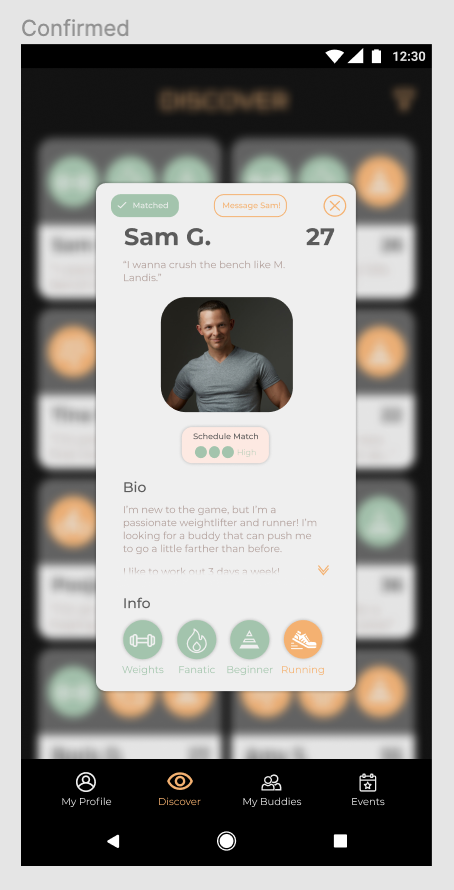 Confirmed
12:30
DISCOVER
Matched
Message Sam!
Sam G.
27
"I wanna crush the bench like M.
Landis."
Schedule Match
High
Bio
I'm new to the game, but I'm a
passionate weightlifter and runner! I'm
looking for a buddy that can push me
to go a little farther than before.
I like to work out 3 days a week!
Info
Weights
Fanatic
Beginner
Running
My Profile
Discover
My Buddies
Events